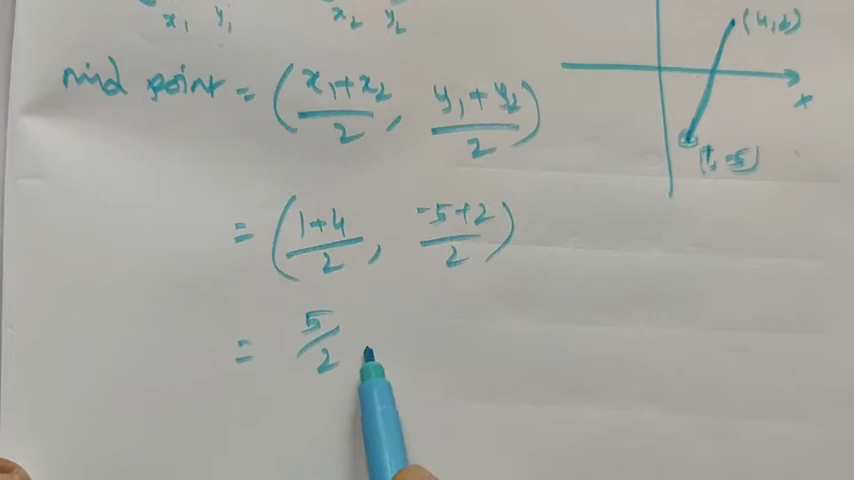 x₁ y₁ x₂ y₂
mid point = (x₁+x₂/2, y₁+y₂/2)
= (1+4/2, -5+2/2)
= 5/2
(4,2)
x
(1,-5)